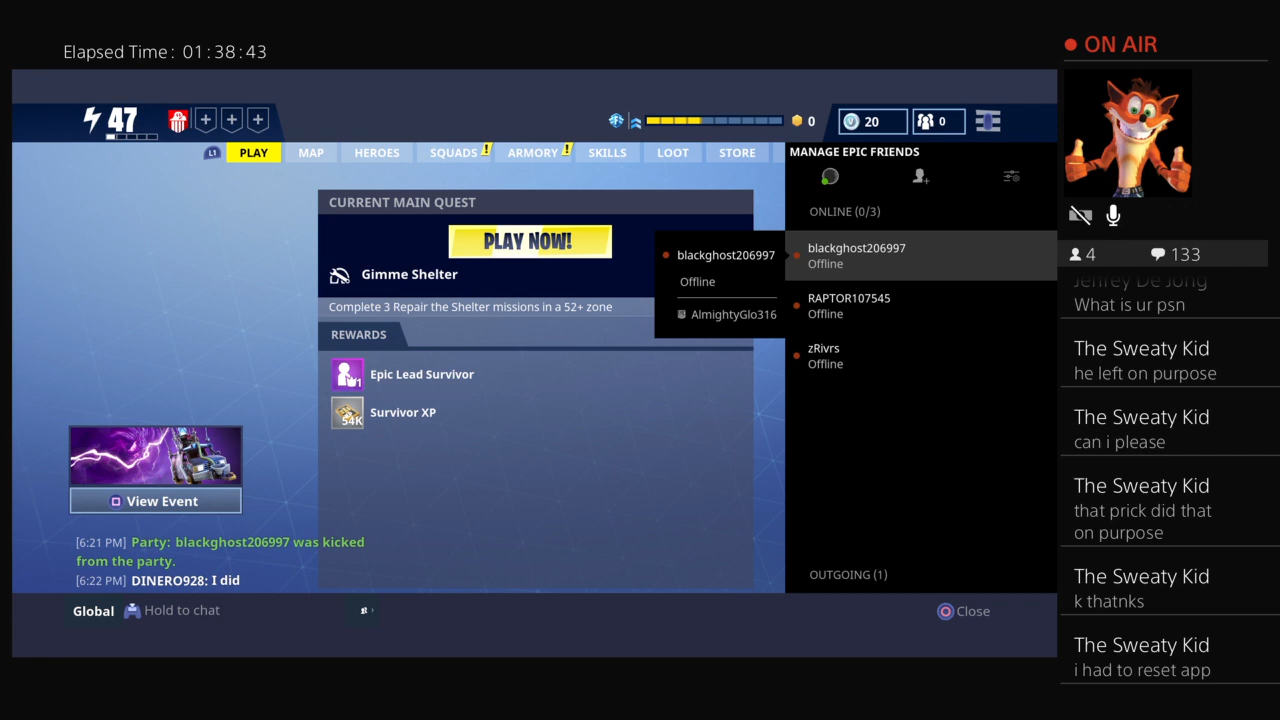 Elapsed Time: 01:38:43
ON AIR
47
0
20
0
L1
PLAY
MAP
HEROES
SQUADS !
ARMORY !
SKILLS
LOOT
STORE
MANAGE EPIC FRIENDS
CURRENT MAIN QUEST
PLAY NOW!
Gimme Shelter
Complete 3 Repair the Shelter missions in a 52+ zone
REWARDS
1
Epic Lead Survivor
54K
Survivor XP
ONLINE (0/3)
blackghost206997
Offline
AlmightyGlo316
blackghost206997
Offline
RAPTOR107545
Offline
zRivrs
Offline
OUTGOING (1)
View Event
[6:21 PM] Party: blackghost206997 was kicked
from the party.
[6:22 PM] DINERO928: I did
Global
Hold to chat
Close
4
133
Jeffrey De Jong
What is ur psn
The Sweaty Kid
he left on purpose
The Sweaty Kid
can i please
The Sweaty Kid
that prick did that
on purpose
The Sweaty Kid
k thatnks
The Sweaty Kid
i had to reset app